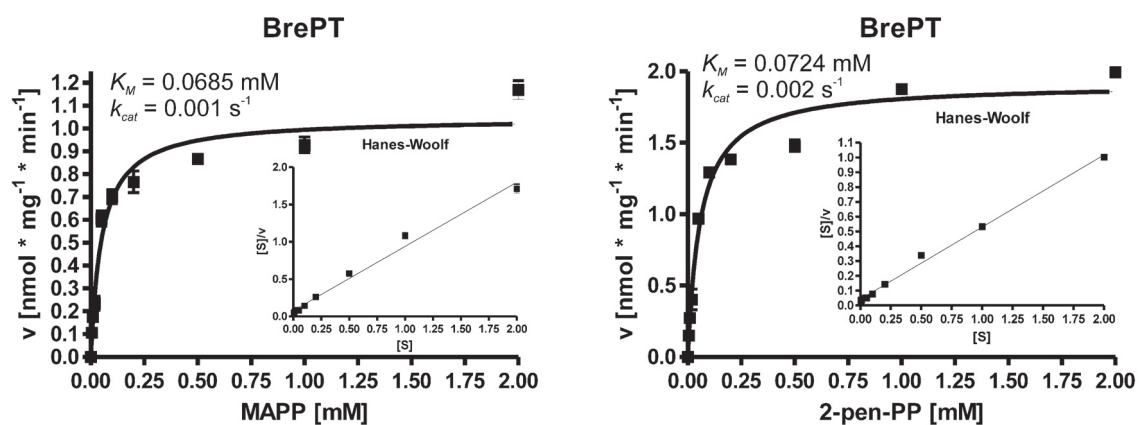 BrePT
K_M = 0.0685 mM
k_cat = 0.001 s⁻¹
v [nmol * mg⁻¹ * min⁻¹]
1.2
1.1
1.0
0.9
0.8
0.7
0.6
0.5
0.4
0.3
0.2
0.1
0.0
0.00 0.25 0.50 0.75 1.00 1.25 1.50 1.75 2.00
MAPP [mM]
Hanes-Woolf
[S]/v
2.0
1.5
1.0
0.5
0.0
0.00 0.25 0.50 0.75 1.00 1.25 1.50 1.75 2.00
[S]
BrePT
K_M = 0.0724 mM
k_cat = 0.002 s⁻¹
v [nmol * mg⁻¹ * min⁻¹]
2.0
1.5
1.0
0.5
0.0
0.00 0.25 0.50 0.75 1.00 1.25 1.50 1.75 2.00
2-pen-PP [mM]
Hanes-Woolf
[S]/v
1.1
1.0
0.9
0.8
0.7
0.6
0.5
0.4
0.3
0.2
0.1
0.0
0.00 0.25 0.50 0.75 1.00 1.25 1.50 1.75 2.00
[S]